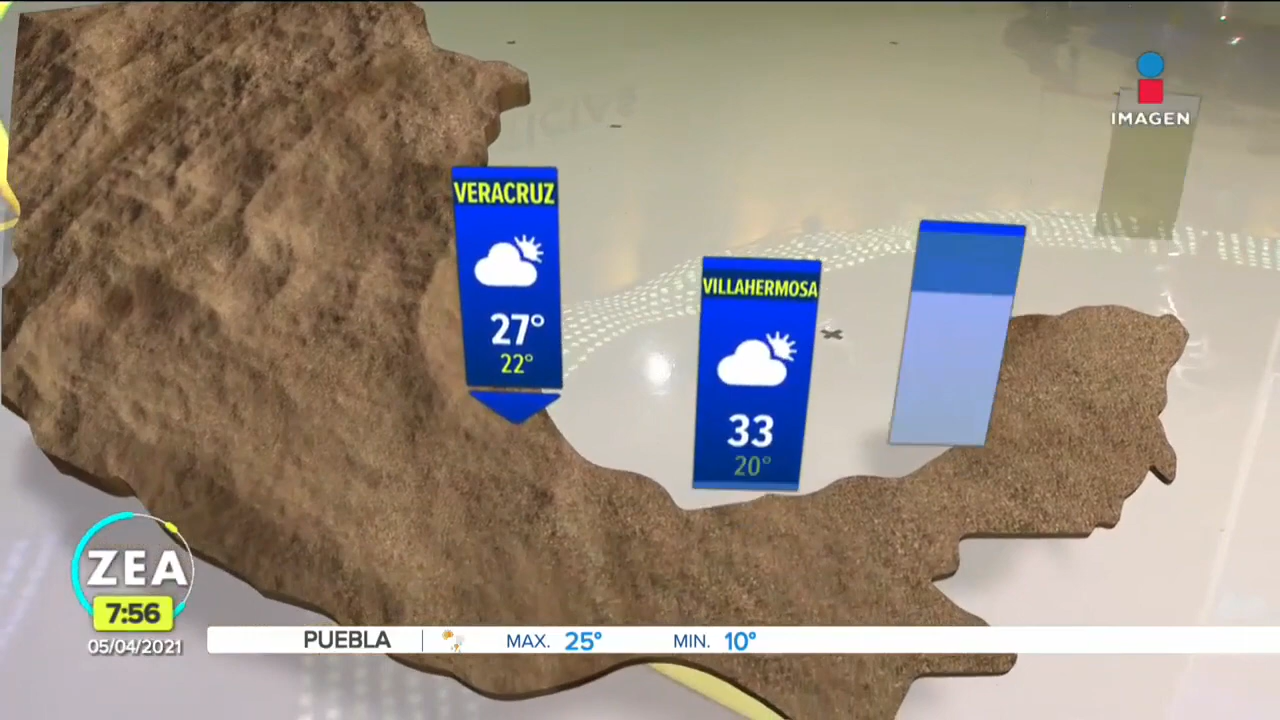 IMAGEN
VERACRUZ
27°
22°
VILLAHERMOSA
33
20°
ZEA
7:56
05/04/2021
PUEBLA MAX. 25° MIN. 10°